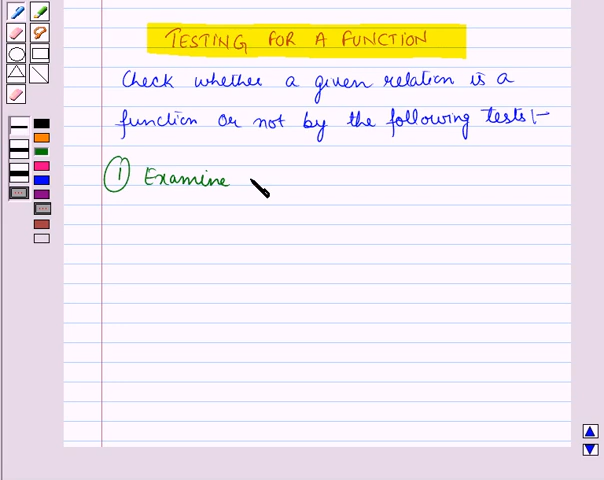 TESTING FOR A FUNCTION
Check whether a given relation is a
function or not by the following tests:-
① Examine